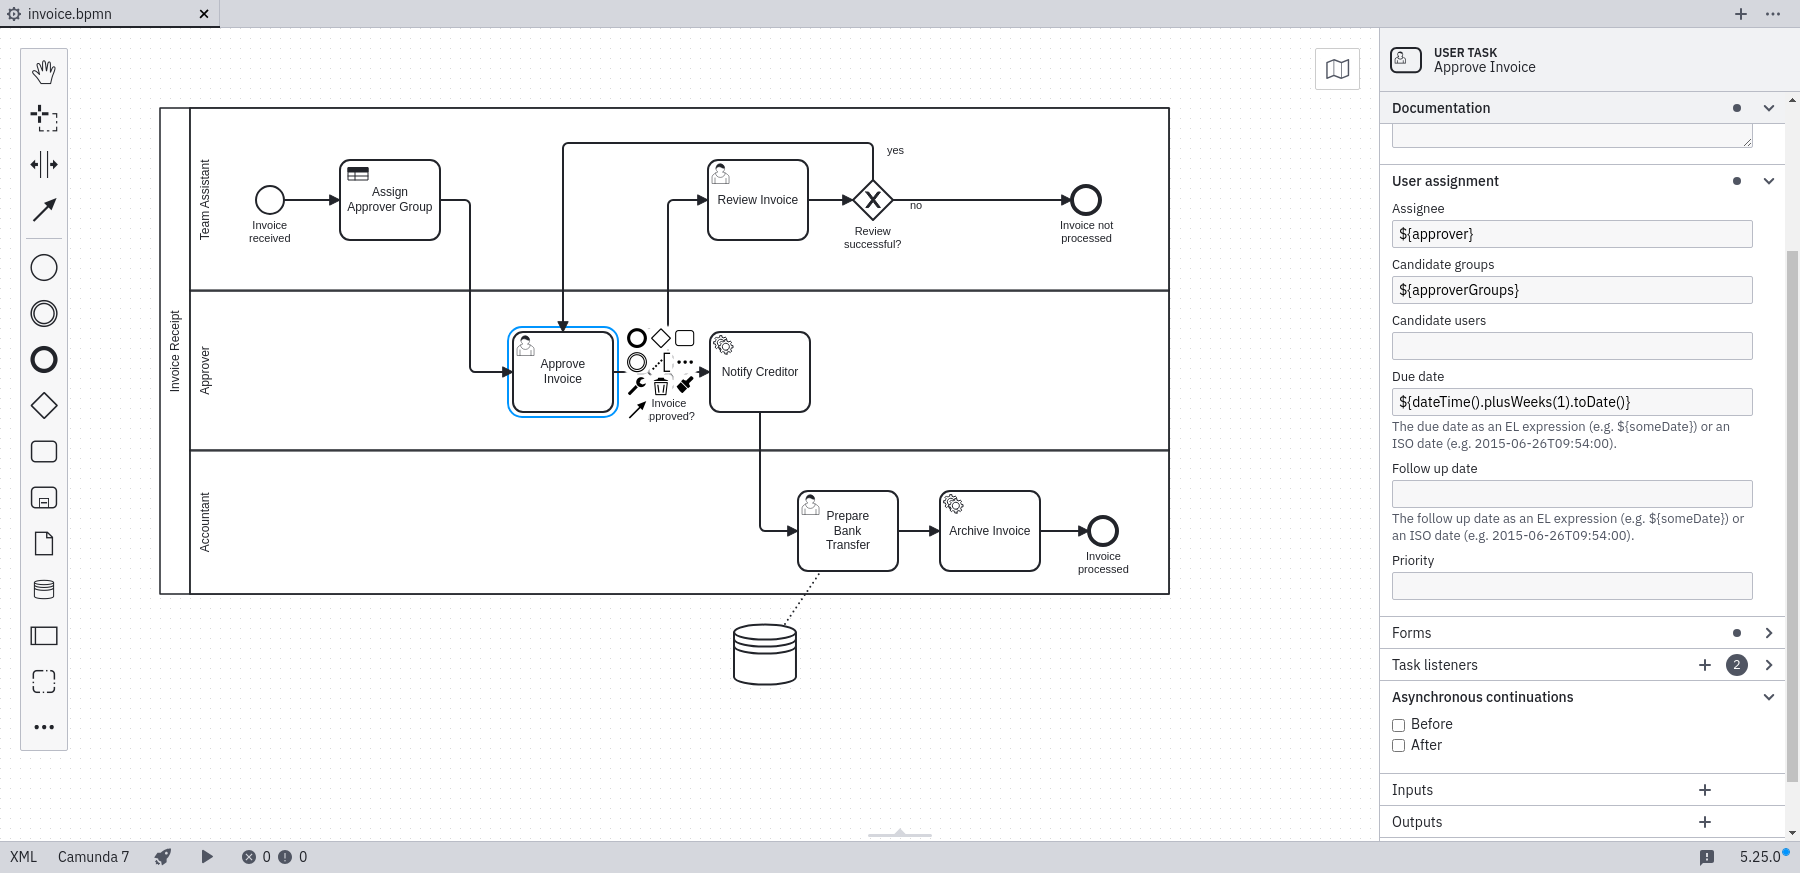 invoice.bpmn
USER TASK
Approve Invoice
Invoice Receipt
Team Assistant
Approver
Accountant
Invoice
received
Assign
Approver Group
Review Invoice
yes
no
Review
successful?
Invoice not
processed
Approve
Invoice
Invoice
pproved?
Notify Creditor
Prepare
Bank
Transfer
Archive Invoice
Invoice
processed
Documentation
User assignment
Assignee
${approver}
Candidate groups
${approverGroups}
Candidate users
Due date
${dateTime().plusWeeks(1).toDate()}
The due date as an EL expression (e.g. ${someDate}) or an
ISO date (e.g. 2015-06-26T09:54:00).
Follow up date
The follow up date as an EL expression (e.g. ${someDate}) or
an ISO date (e.g. 2015-06-26T09:54:00).
Priority
Forms
Task listeners 2
Asynchronous continuations
Before
After
Inputs
Outputs
XML Camunda 7 0 0 5.25.0